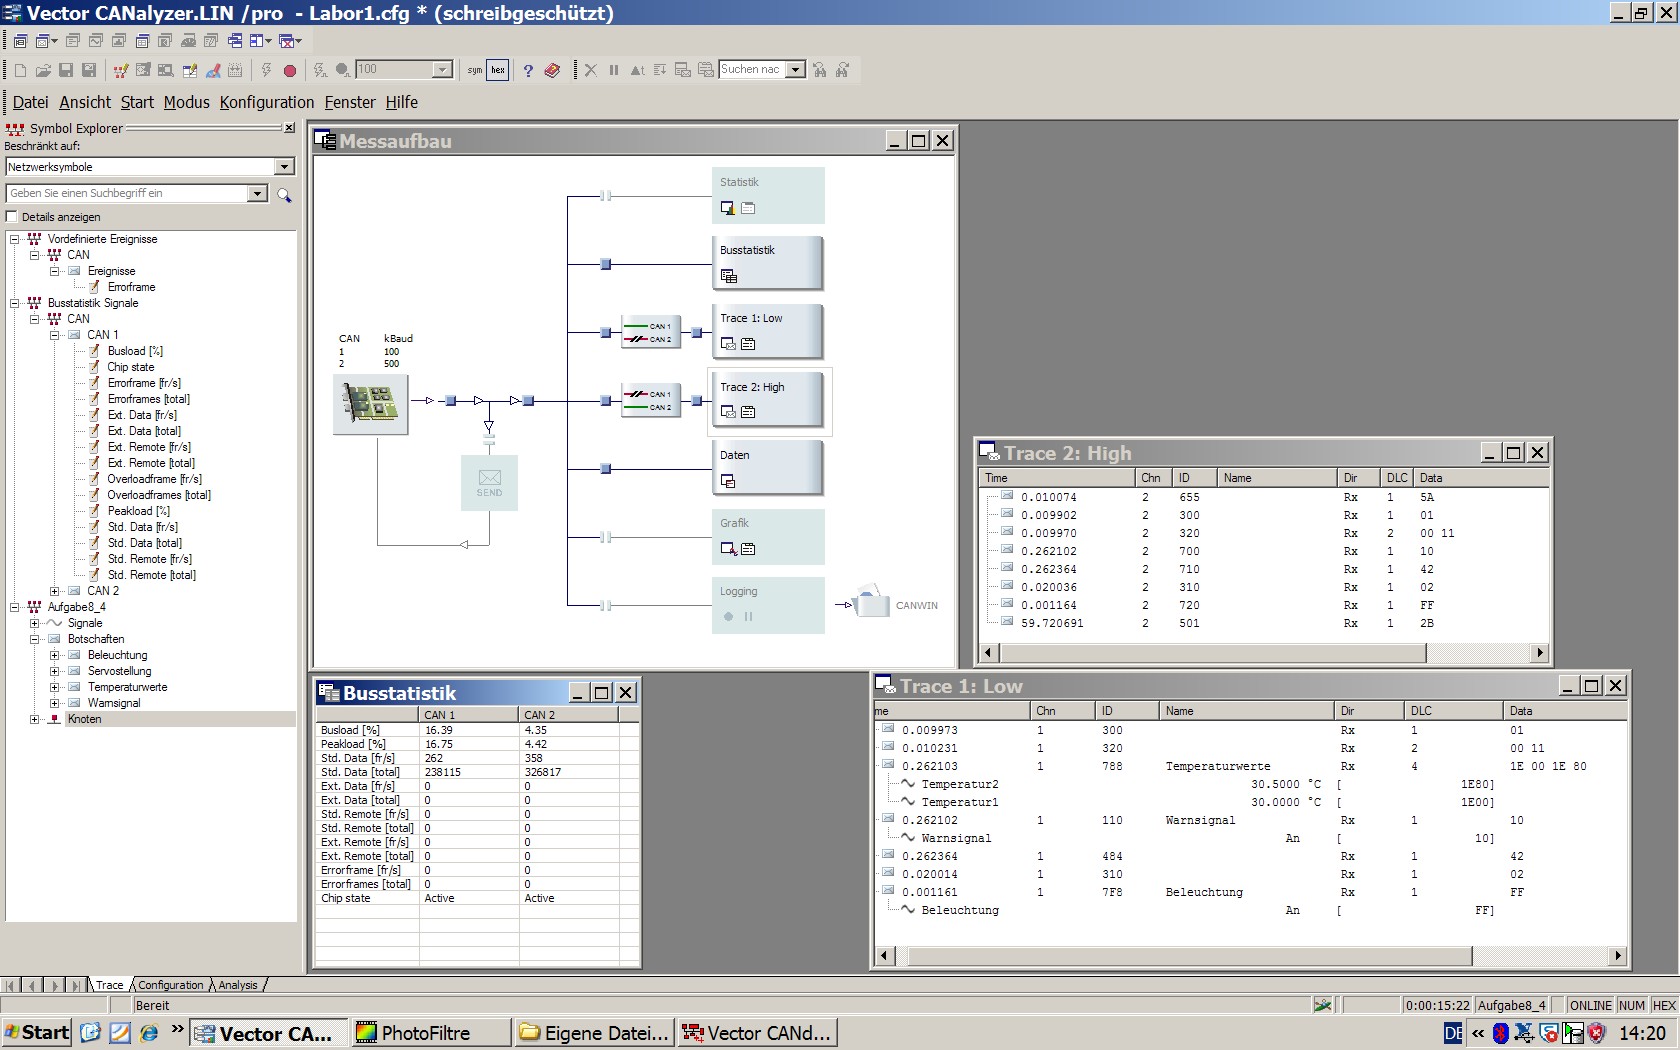 Vector CANalyzer.LIN /pro - Labor1.cfg * (schreibgeschützt)
100
sym
hex
Suchen nac
Datei Ansicht Start Modus Konfiguration Fenster Hilfe
Symbol Explorer
Beschränkt auf:
Netzwerksymbole
Geben Sie einen Suchbegriff ein
Details anzeigen
Vordefinierte Ereignisse
CAN
Ereignisse
Errorframe
Busstatistik Signale
CAN
CAN 1
Busload [%]
Chip state
Errorframe [fr/s]
Errorframes [total]
Ext. Data [fr/s]
Ext. Data [total]
Ext. Remote [fr/s]
Ext. Remote [total]
Overloadframe [fr/s]
Overloadframes [total]
Peakload [%]
Std. Data [fr/s]
Std. Data [total]
Std. Remote [fr/s]
Std. Remote [total]
CAN 2
Aufgabe8_4
Signale
Botschaften
Beleuchtung
Servostellung
Temperaturwerte
Warnsignal
Knoten
Messaufbau
CAN kBaud
1 100
2 500
SEND
Statistik
Busstatistik
CAN 1
CAN 2
Trace 1: Low
CAN 1
CAN 2
Trace 2: High
Daten
Grafik
Logging
CANWIN
Trace 2: High
Time Chn ID Name Dir DLC Data
0.010074 2 655 Rx 1 5A
0.009902 2 300 Rx 1 01
0.009970 2 320 Rx 2 00 11
0.262102 2 700 Rx 1 10
0.262364 2 710 Rx 1 42
0.020036 2 310 Rx 1 02
0.001164 2 720 Rx 1 FF
59.720691 2 501 Rx 1 2B
Busstatistik
CAN 1 CAN 2
Busload [%] 16.39 4.35
Peakload [%] 16.75 4.42
Std. Data [fr/s] 262 358
Std. Data [total] 238115 326817
Ext. Data [fr/s] 0 0
Ext. Data [total] 0 0
Std. Remote [fr/s] 0 0
Std. Remote [total] 0 0
Ext. Remote [fr/s] 0 0
Ext. Remote [total] 0 0
Errorframe [fr/s] 0 0
Errorframes [total] 0 0
Chip state Active Active
Trace 1: Low
me Chn ID Name Dir DLC Data
0.009973 1 300 Rx 1 01
0.010231 1 320 Rx 2 00 11
0.262103 1 788 Temperaturwerte Rx 4 1E 00 1E 80
Temperatur2 30.5000 °C [ 1E80]
Temperatur1 30.0000 °C [ 1E00]
0.262102 1 110 Warnsignal Rx 1 10
Warnsignal An [ 10]
0.262364 1 484 Rx 1 42
0.020014 1 310 Rx 1 02
0.001161 1 7F8 Beleuchtung Rx 1 FF
Beleuchtung An [ FF]
Trace Configuration Analysis
Bereit
0:00:15:22 Aufgabe8_4 ONLINE NUM HEX
Start
Vector CA...
PhotoFiltre
Eigene Datei...
Vector CANd...
DE
14:20